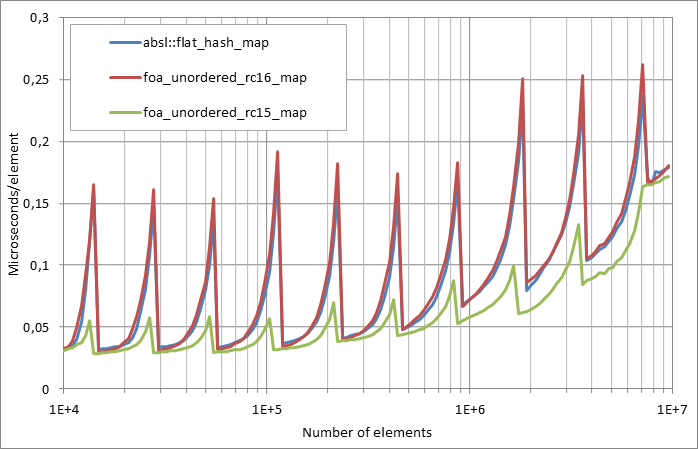 0,3
0,25
0,2
0,15
0,1
0,05
0
Microseconds/element
absl::flat_hash_map
foa_unordered_rc16_map
foa_unordered_rc15_map
1E+4 1E+5 1E+6 1E+7
Number of elements